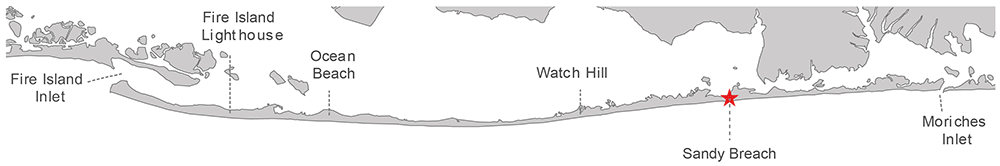 Fire Island
Lighthouse
Ocean
Beach
Fire Island
Inlet
Watch Hill
Moriches
Inlet
Sandy Breach